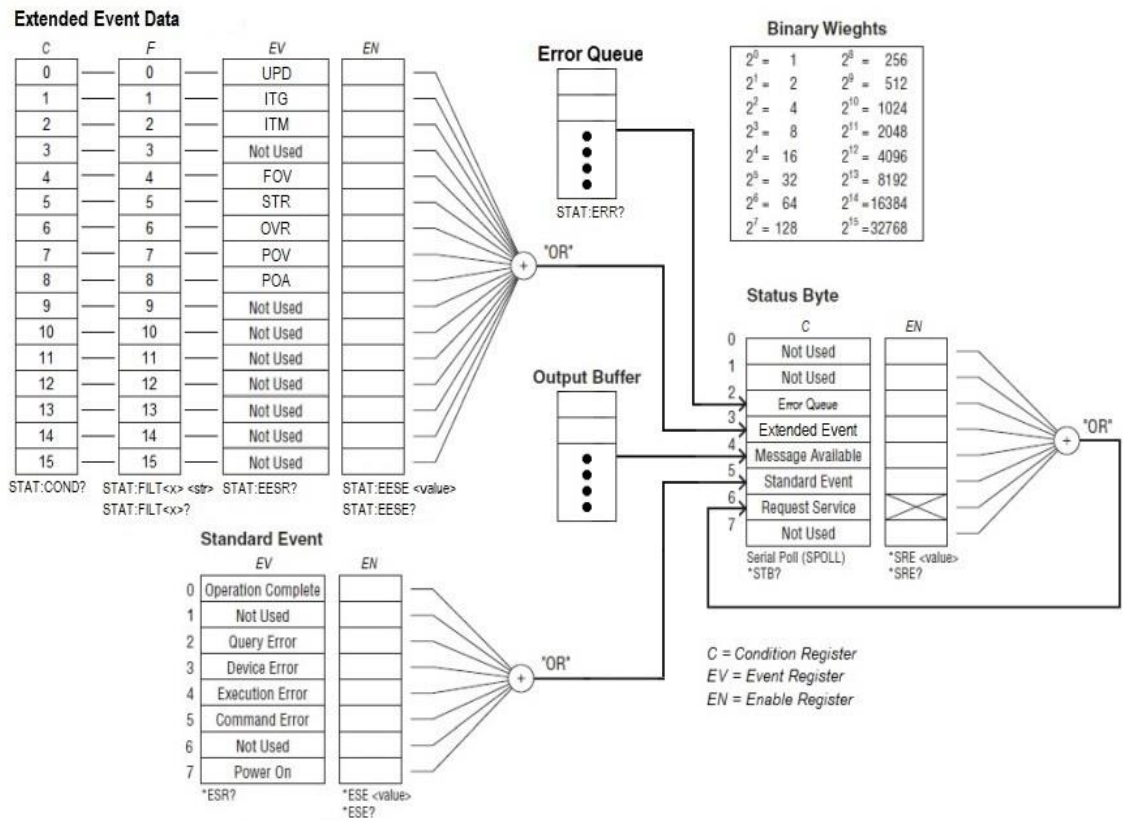 Extended Event Data
C F EV EN
0 0 UPD
1 1 ITG
2 2 ITM
3 3 Not Used
4 4 FOV
5 5 STR
6 6 OVR
7 7 POV
8 8 POA
9 9 Not Used
10 10 Not Used
11 11 Not Used
12 12 Not Used
13 13 Not Used
14 14 Not Used
15 15 Not Used
STAT:COND? STAT:FILT<x> <str> STAT:EESR? STAT:EESE <value>
STAT:FILT<x>? STAT:EESE?
+ "OR"
Error Queue
STAT:ERR?
Binary Wieghts
2⁰ = 1 2⁸ = 256
2¹ = 2 2⁹ = 512
2² = 4 2¹⁰ = 1024
2³ = 8 2¹¹ = 2048
2⁴ = 16 2¹² = 4096
2⁵ = 32 2¹³ = 8192
2⁶ = 64 2¹⁴ =16384
2⁷ = 128 2¹⁵ =32768
Output Buffer
Status Byte
C EN
0 Not Used
1 Not Used
2 Error Queue
3 Extended Event
4 Message Available
5 Standard Event
6 Request Service
7 Not Used
Serial Poll (SPOLL) *SRE <value>
*STB? *SRE?
+ "OR"
Standard Event
EV EN
0 Operation Complete
1 Not Used
2 Query Error
3 Device Error
4 Execution Error
5 Command Error
6 Not Used
7 Power On
*ESR? *ESE <value>
*ESE?
+ "OR"
C = Condition Register
EV = Event Register
EN = Enable Register